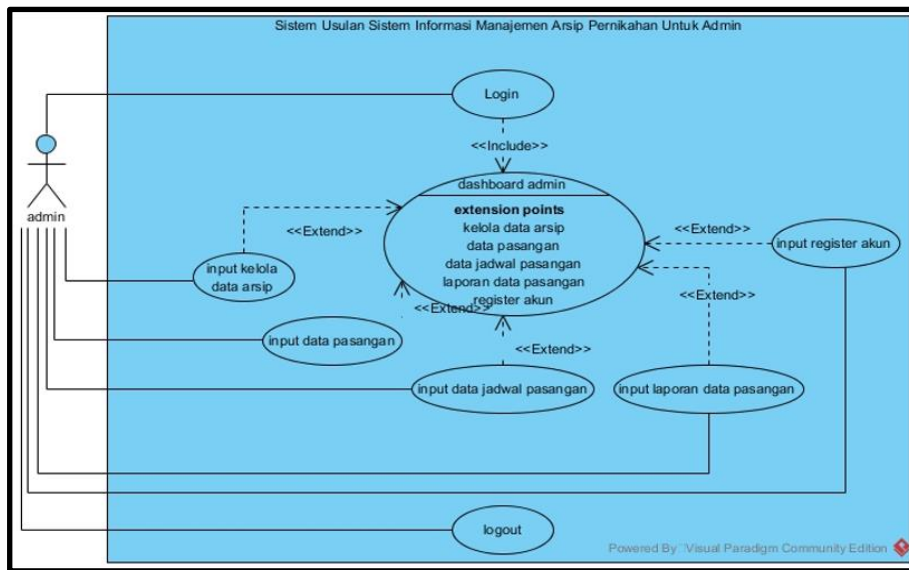 Sistem Usulan Sistem Informasi Manajemen Arsip Pernikahan Untuk Admin
Login
<<Include>>
dashboard admin
extension points
kelola data arsip
data pasangan
data jadwal pasangan
laporan data pasangan
register akun
admin
<<Extend>>
input kelola
data arsip
<<Extend>>
input register akun
<<Extend>>
input data pasangan
<<Extend>>
input data jadwal pasangan
<<Extend>>
input laporan data pasangan
logout
Powered By Visual Paradigm Community Edition